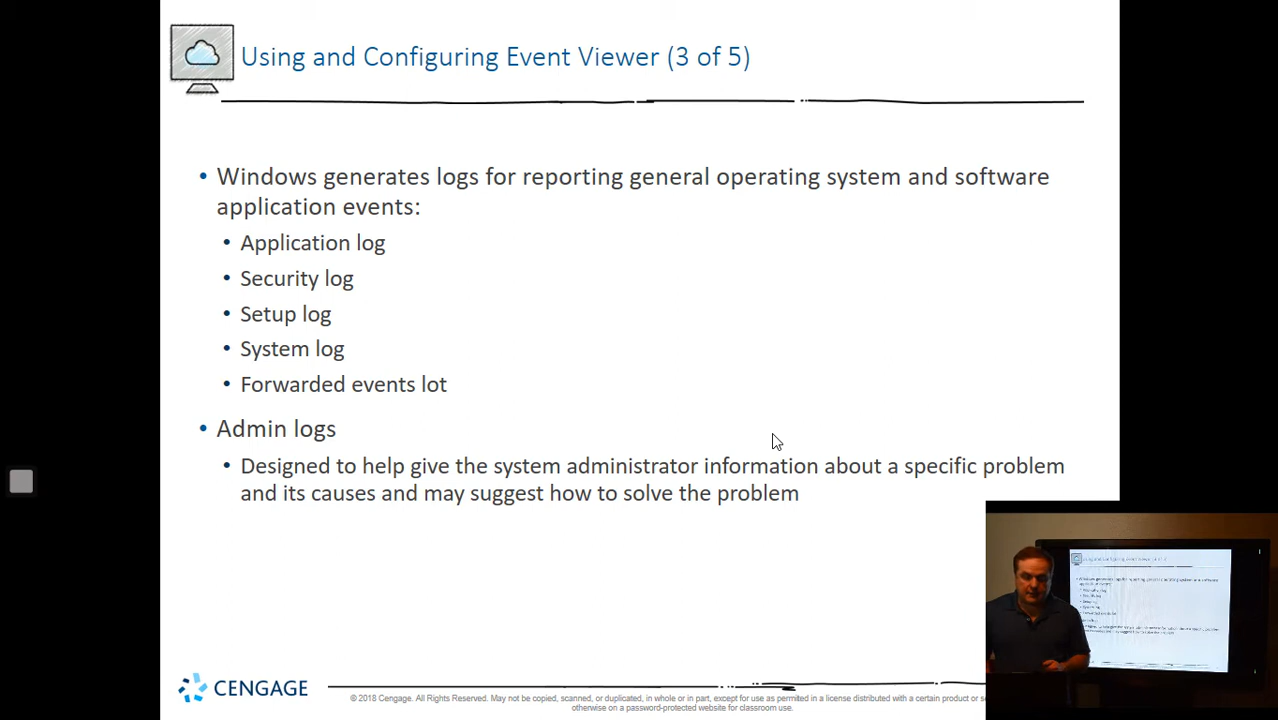 Using and Configuring Event Viewer (3 of 5)
• Windows generates logs for reporting general operating system and software
application events:
• Application log
• Security log
• Setup log
• System log
• Forwarded events lot
• Admin logs
• Designed to help give the system administrator information about a specific problem
and its causes and may suggest how to solve the problem
CENGAGE
© 2018 Cengage. All Rights Reserved. May not be copied, scanned, or duplicated, in whole or in part, except for use as permitted in a license distributed with a certain product or
otherwise on a password-protected website for classroom use.